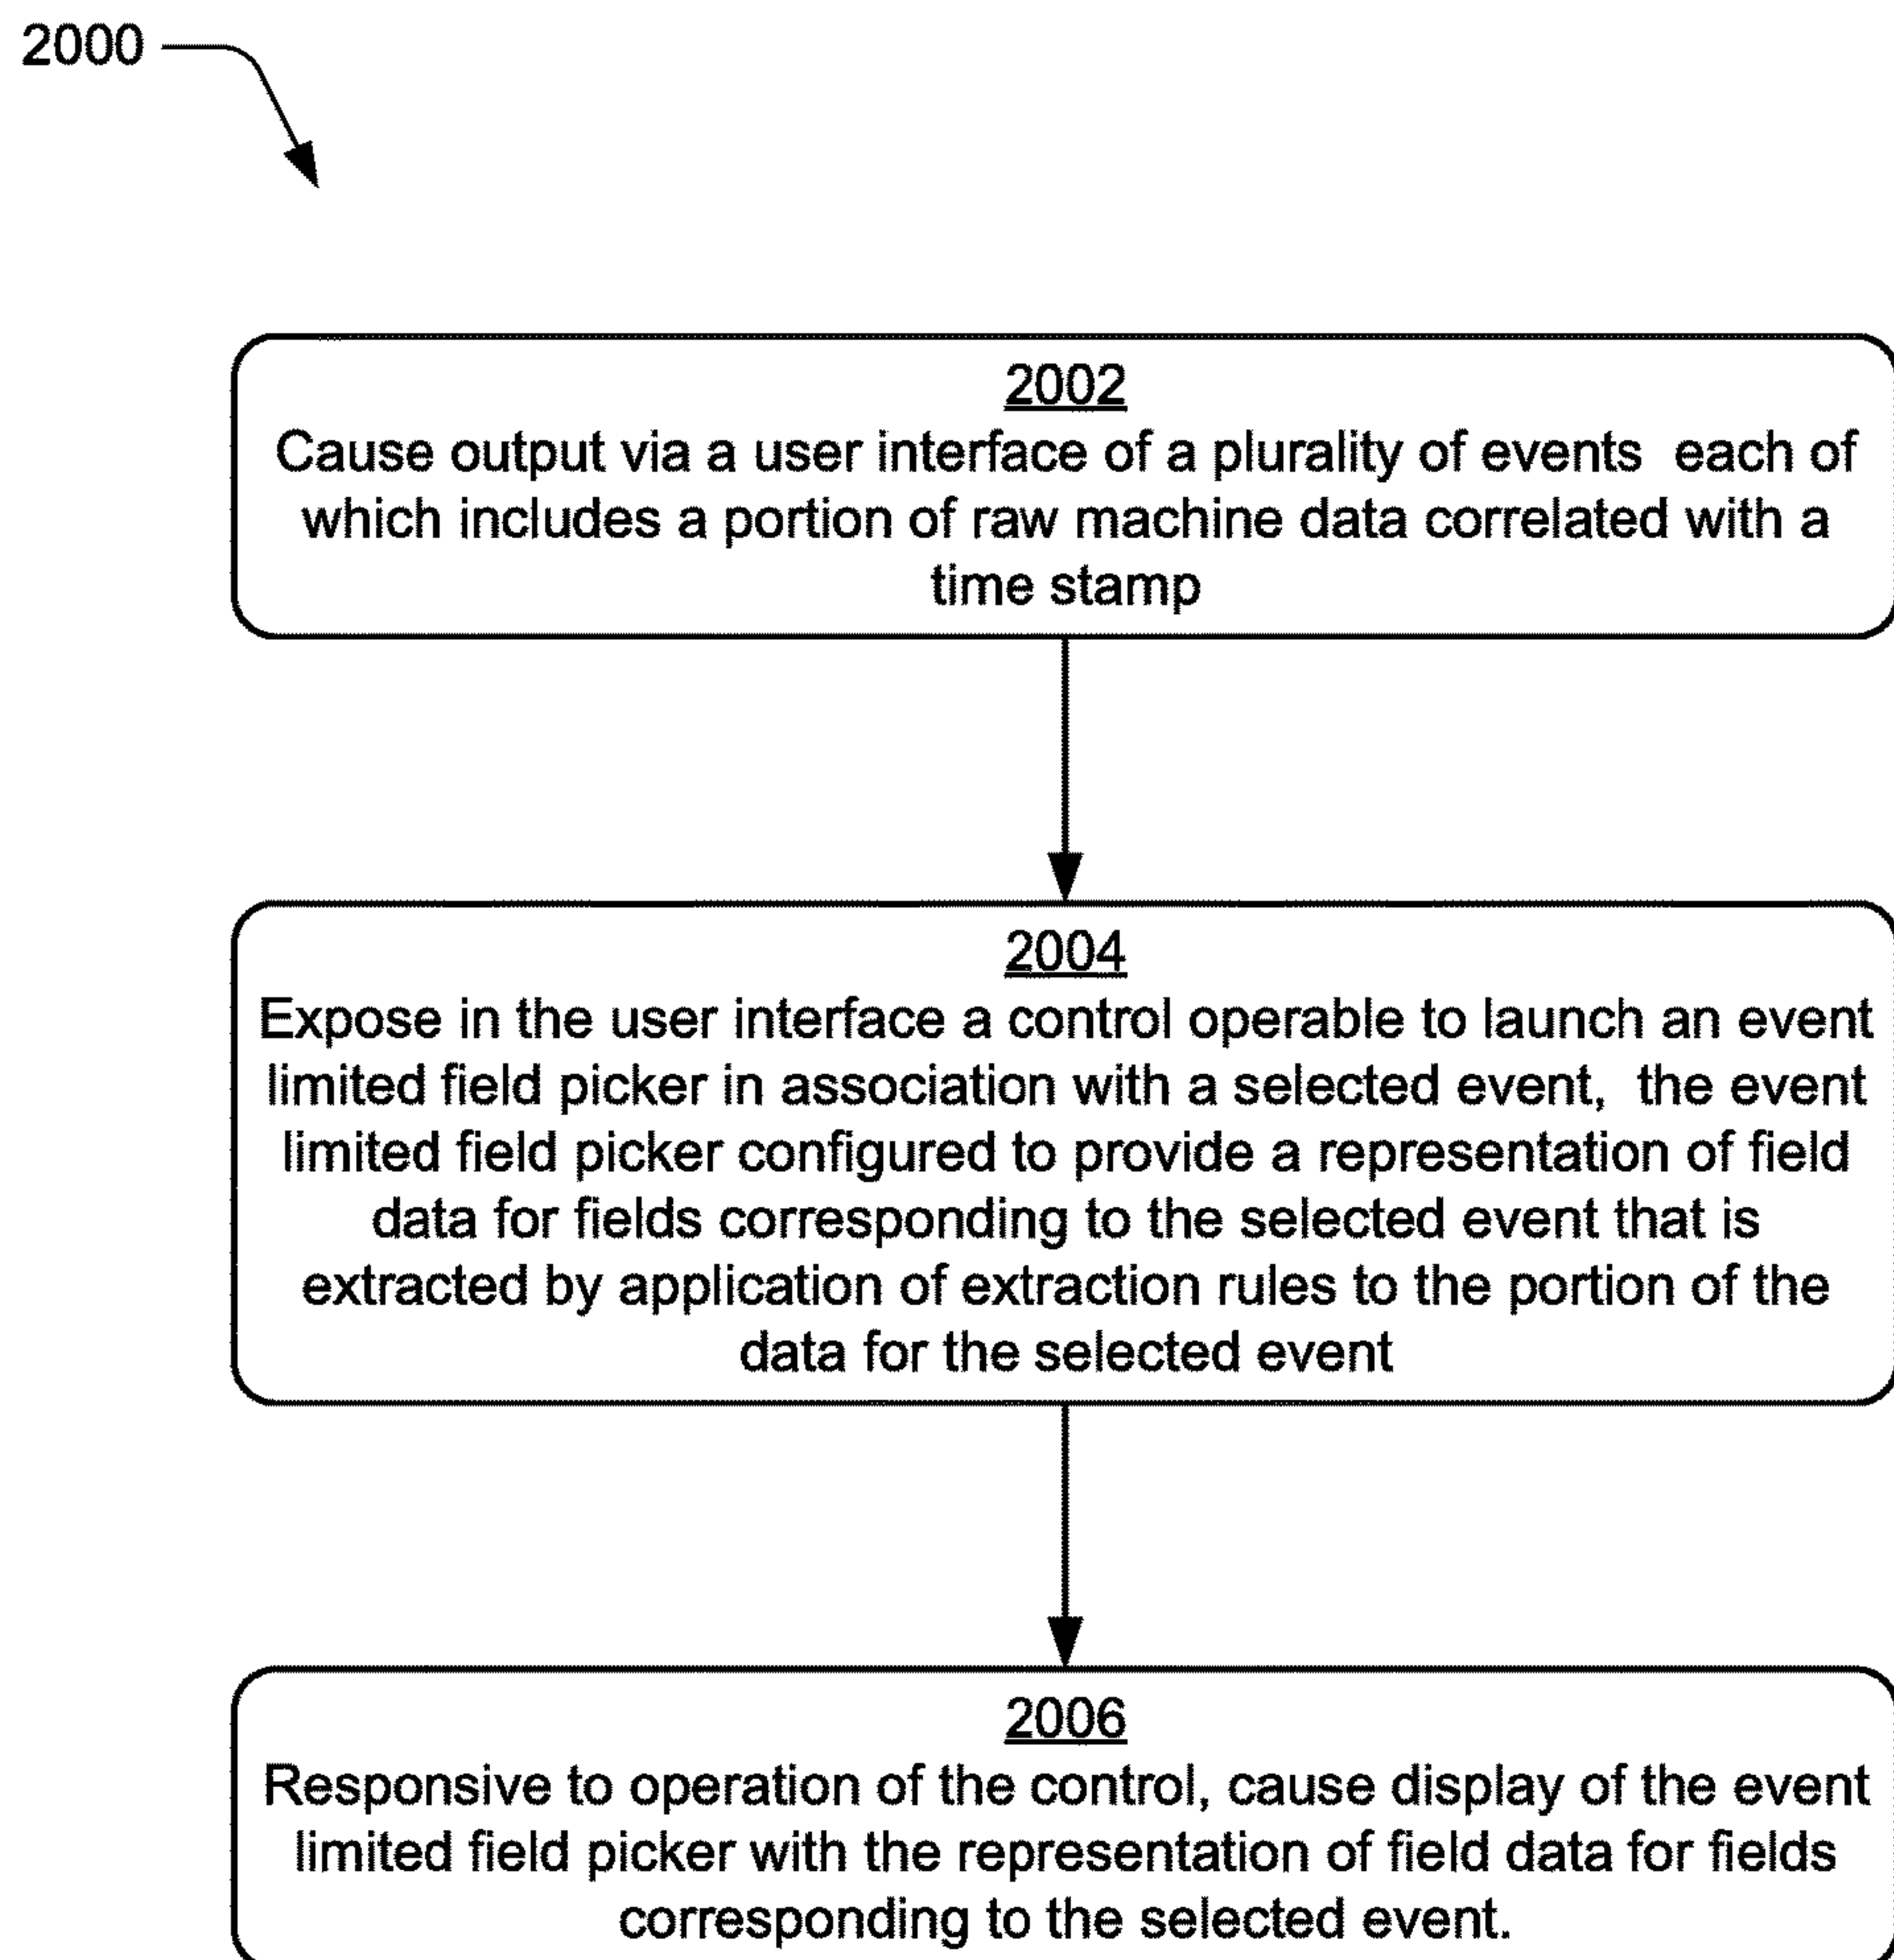 2000
2002
Cause output via a user interface of a plurality of events  each of
which includes a portion of raw machine data correlated with a
time stamp
2004
Expose in the user interface a control operable to launch an event
limited field picker in association with a selected event,  the event
limited field picker configured to provide a representation of field
data for fields corresponding to the selected event that is
extracted by application of extraction rules to the portion of the
data for the selected event
2006
Responsive to operation of the control, cause display of the event
limited field picker with the representation of field data for fields
corresponding to the selected event.